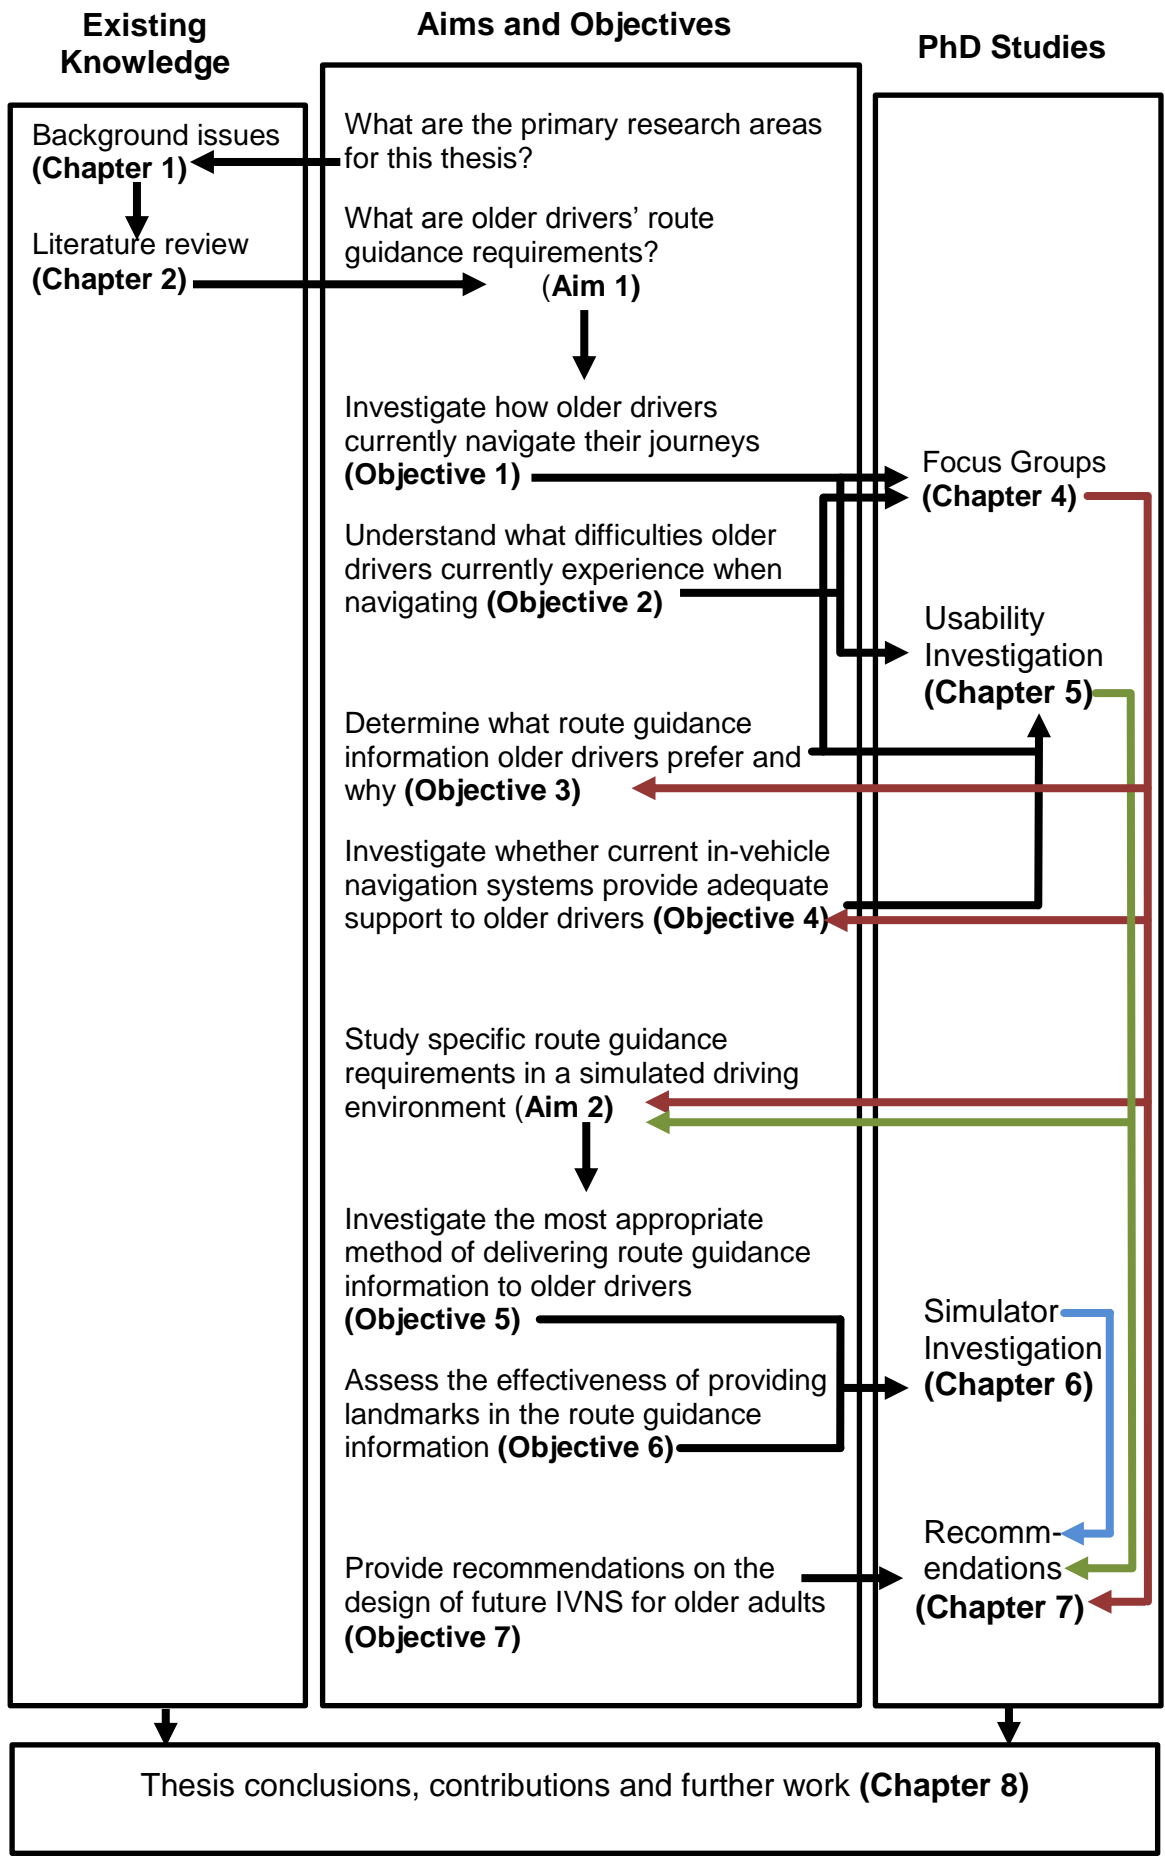 Existing
Knowledge
Aims and Objectives
PhD Studies
Background issues
(Chapter 1)
Literature review
(Chapter 2)
What are the primary research areas
for this thesis?
What are older drivers’ route
guidance requirements?
(Aim 1)
Investigate how older drivers
currently navigate their journeys
(Objective 1)
Understand what difficulties older
drivers currently experience when
navigating (Objective 2)
Determine what route guidance
information older drivers prefer and
why (Objective 3)
Investigate whether current in-vehicle
navigation systems provide adequate
support to older drivers (Objective 4)
Study specific route guidance
requirements in a simulated driving
environment (Aim 2)
Investigate the most appropriate
method of delivering route guidance
information to older drivers
(Objective 5)
Assess the effectiveness of providing
landmarks in the route guidance
information (Objective 6)
Provide recommendations on the
design of future IVNS for older adults
(Objective 7)
Focus Groups
(Chapter 4)
Usability
Investigation
(Chapter 5)
Simulator
Investigation
(Chapter 6)
Recomm-
endations
(Chapter 7)
Thesis conclusions, contributions and further work (Chapter 8)